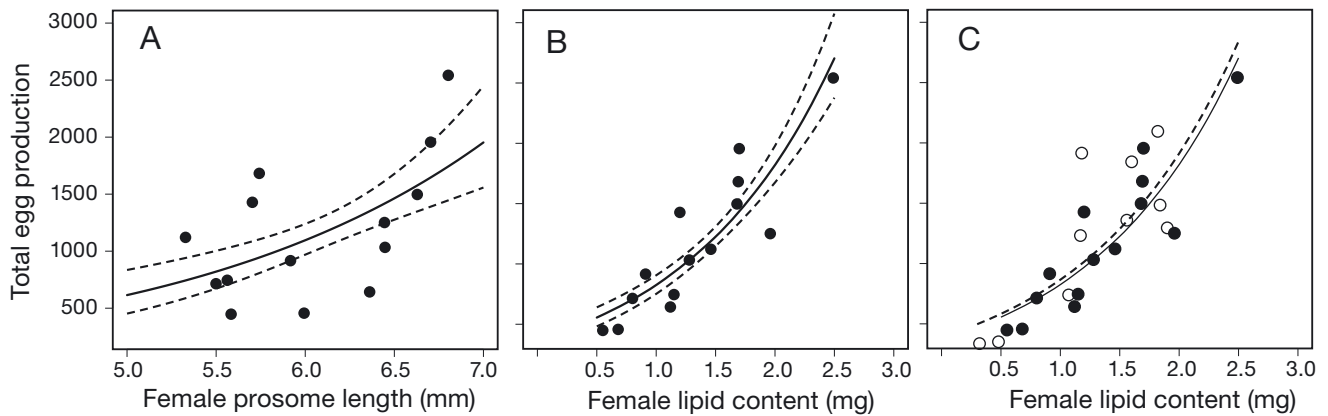 A
B
C
Total egg production
3000
2500
2000
1500
1000
500
5.0 5.5 6.0 6.5 7.0
0.5 1.0 1.5 2.0 2.5 3.0
0.5 1.0 1.5 2.0 2.5 3.0
Female prosome length (mm)
Female lipid content (mg)
Female lipid content (mg)